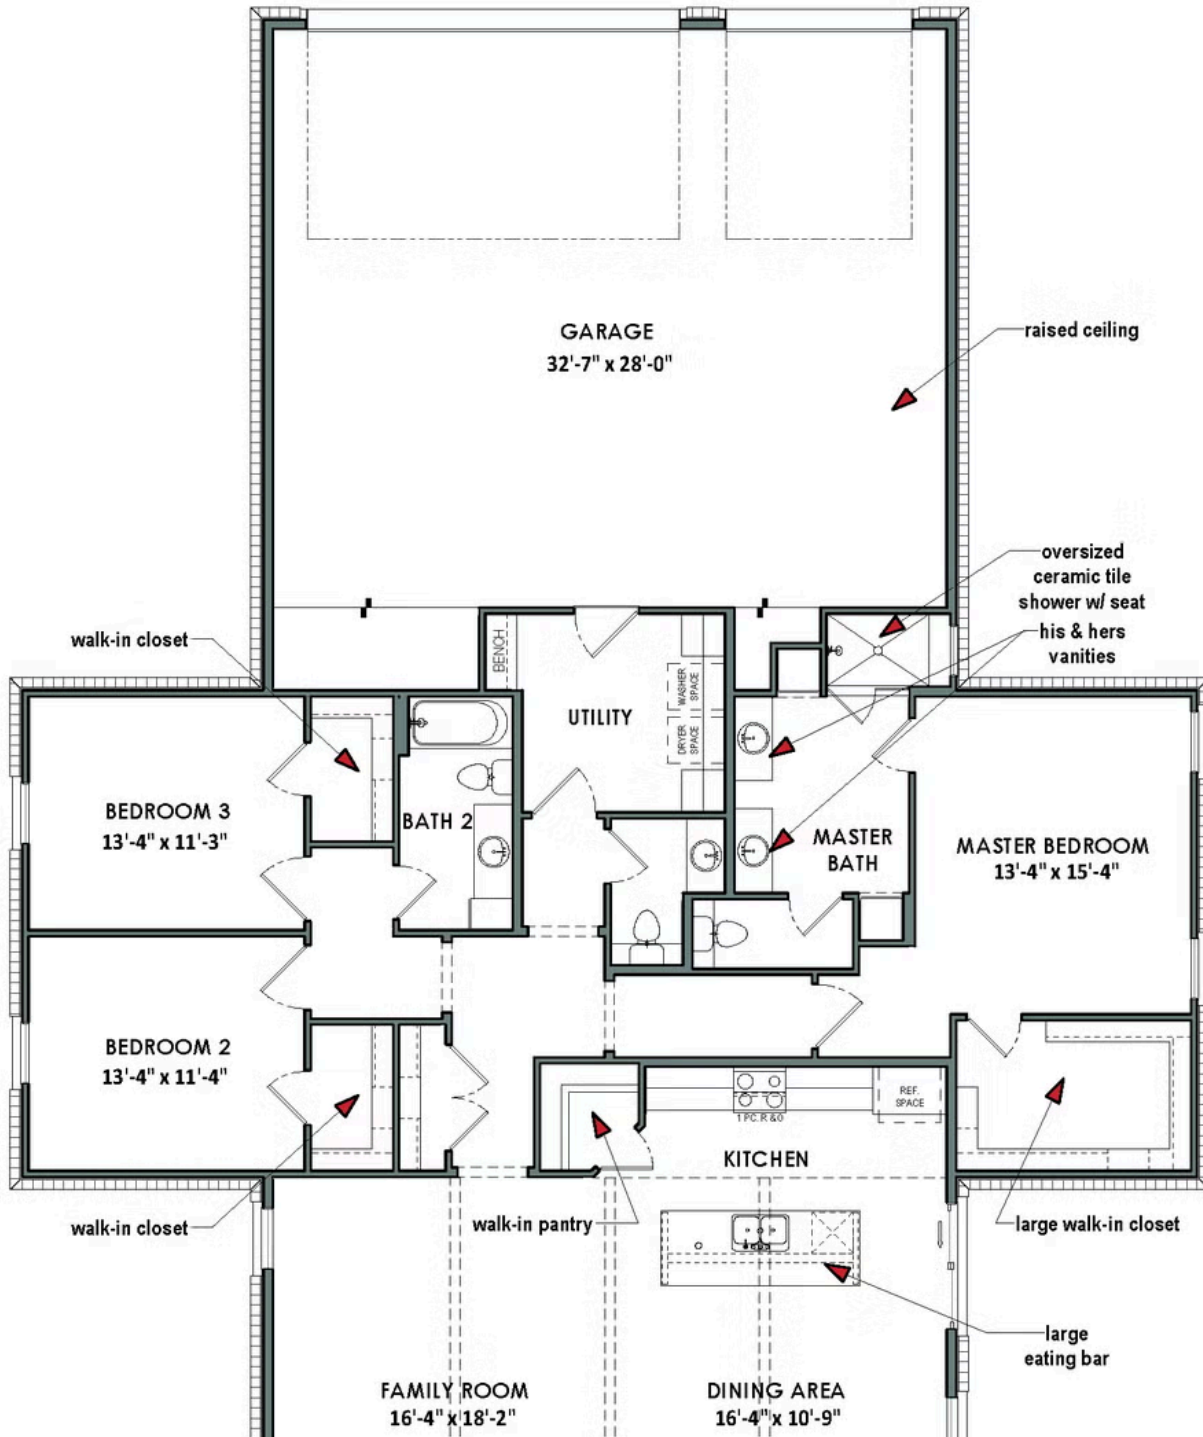 GARAGE
32'-7" x 28'-0"
raised ceiling
oversized
ceramic tile
shower w/ seat
his & hers
vanities
walk-in closet
BENCH
WASHER
SPACE
UTILITY
DRYER
SPACE
BEDROOM 3
13'-4" x 11'-3"
BATH 2
MASTER
BATH
MASTER BEDROOM
13'-4" x 15'-4"
BEDROOM 2
13'-4" x 11'-4"
REF.
SPACE
1 PC. R & O
KITCHEN
walk-in closet
walk-in pantry
large walk-in closet
large
eating bar
FAMILY ROOM
16'-4" x 18'-2"
DINING AREA
16'-4" x 10'-9"